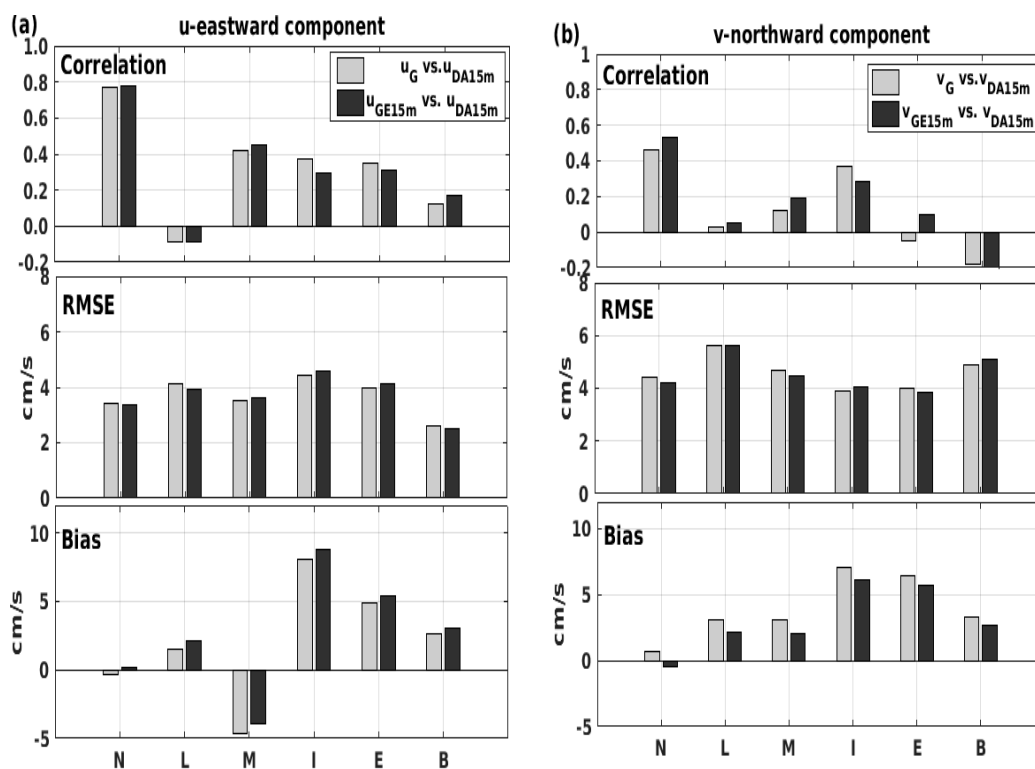 (a) u-eastward component
Correlation
u_G vs.u_DA15m
u_GE15m vs. u_DA15m
1.0
0.8
0.6
0.4
0.2
0.0
-0.2
RMSE
cm/s
8
6
4
2
0
Bias
cm/s
10
5
0
-5
N L M I E B
(b) v-northward component
Correlation
v_G vs.v_DA15m
v_GE15m vs. v_DA15m
1
0.8
0.6
0.4
0.2
0
-0.2
RMSE
cm/s
8
6
4
2
0
Bias
cm/s
10
5
0
-5
N L M I E B